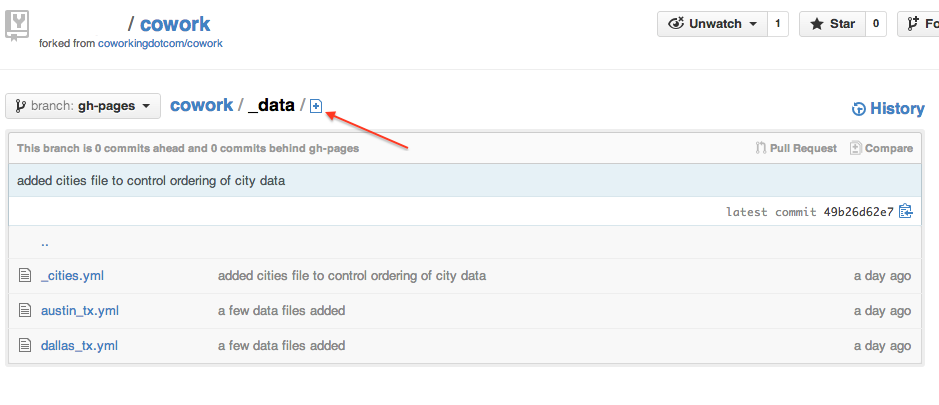 / cowork
forked from coworkingdotcom/cowork
Unwatch 1
Star 0
Fo
branch: gh-pages
cowork / _data /
History
This branch is 0 commits ahead and 0 commits behind gh-pages
Pull Request
Compare
added cities file to control ordering of city data
latest commit 49b26d62e7
..
_cities.yml added cities file to control ordering of city data a day ago
austin_tx.yml a few data files added a day ago
dallas_tx.yml a few data files added a day ago